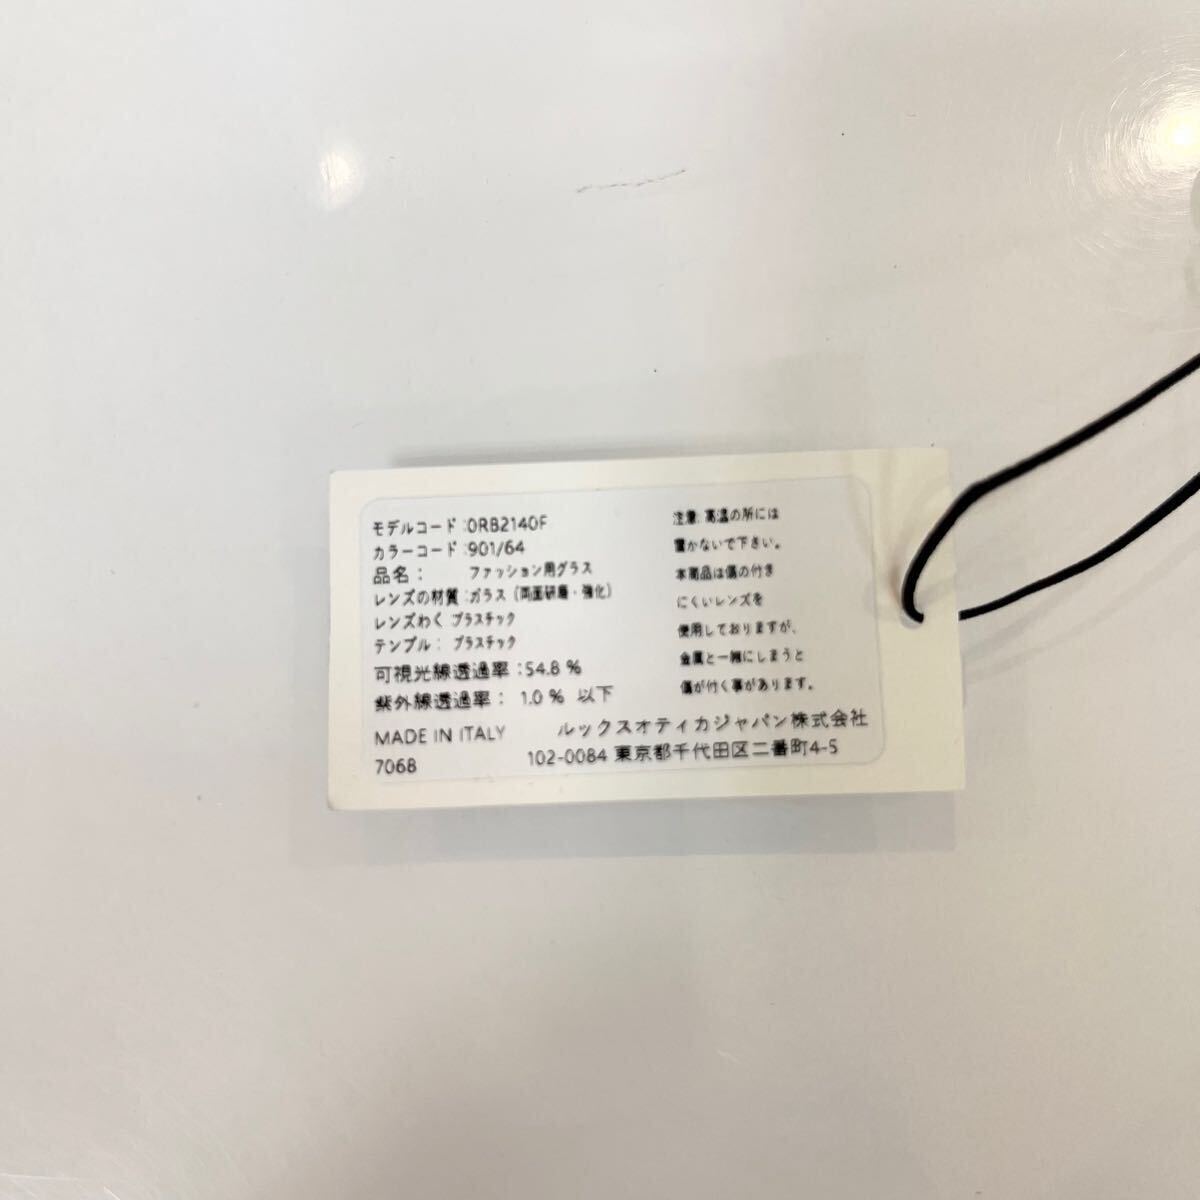 モデルコード :0RB2140F
カラーコード :901/64
品名： ファッション用グラス
レンズの材質 :ガラス（両面研磨・強化）
レンズわく プラスチック
テンプル： プラスチック
可視光線透過率 :54.8 %
紫外線透過率： 1.0 % 以下
MADE IN ITALY
7068
注意: 高温の所には
置かないで下さい。
本商品は傷の付き
にくいレンズを
使用しておりますが、
金属と一緒にしまうと
傷が付く事があります。
ルックスオティカジャパン株式会社
102-0084 東京都千代田区二番町4-5